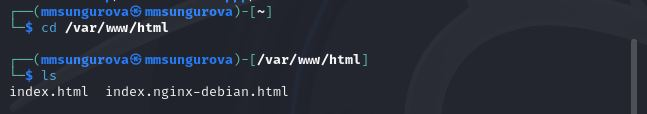 ┌──(mmsungurova㉿mmsungurova)-[~]
└─$ cd /var/www/html
┌──(mmsungurova㉿mmsungurova)-[/var/www/html]
└─$ ls
index.html  index.nginx-debian.html